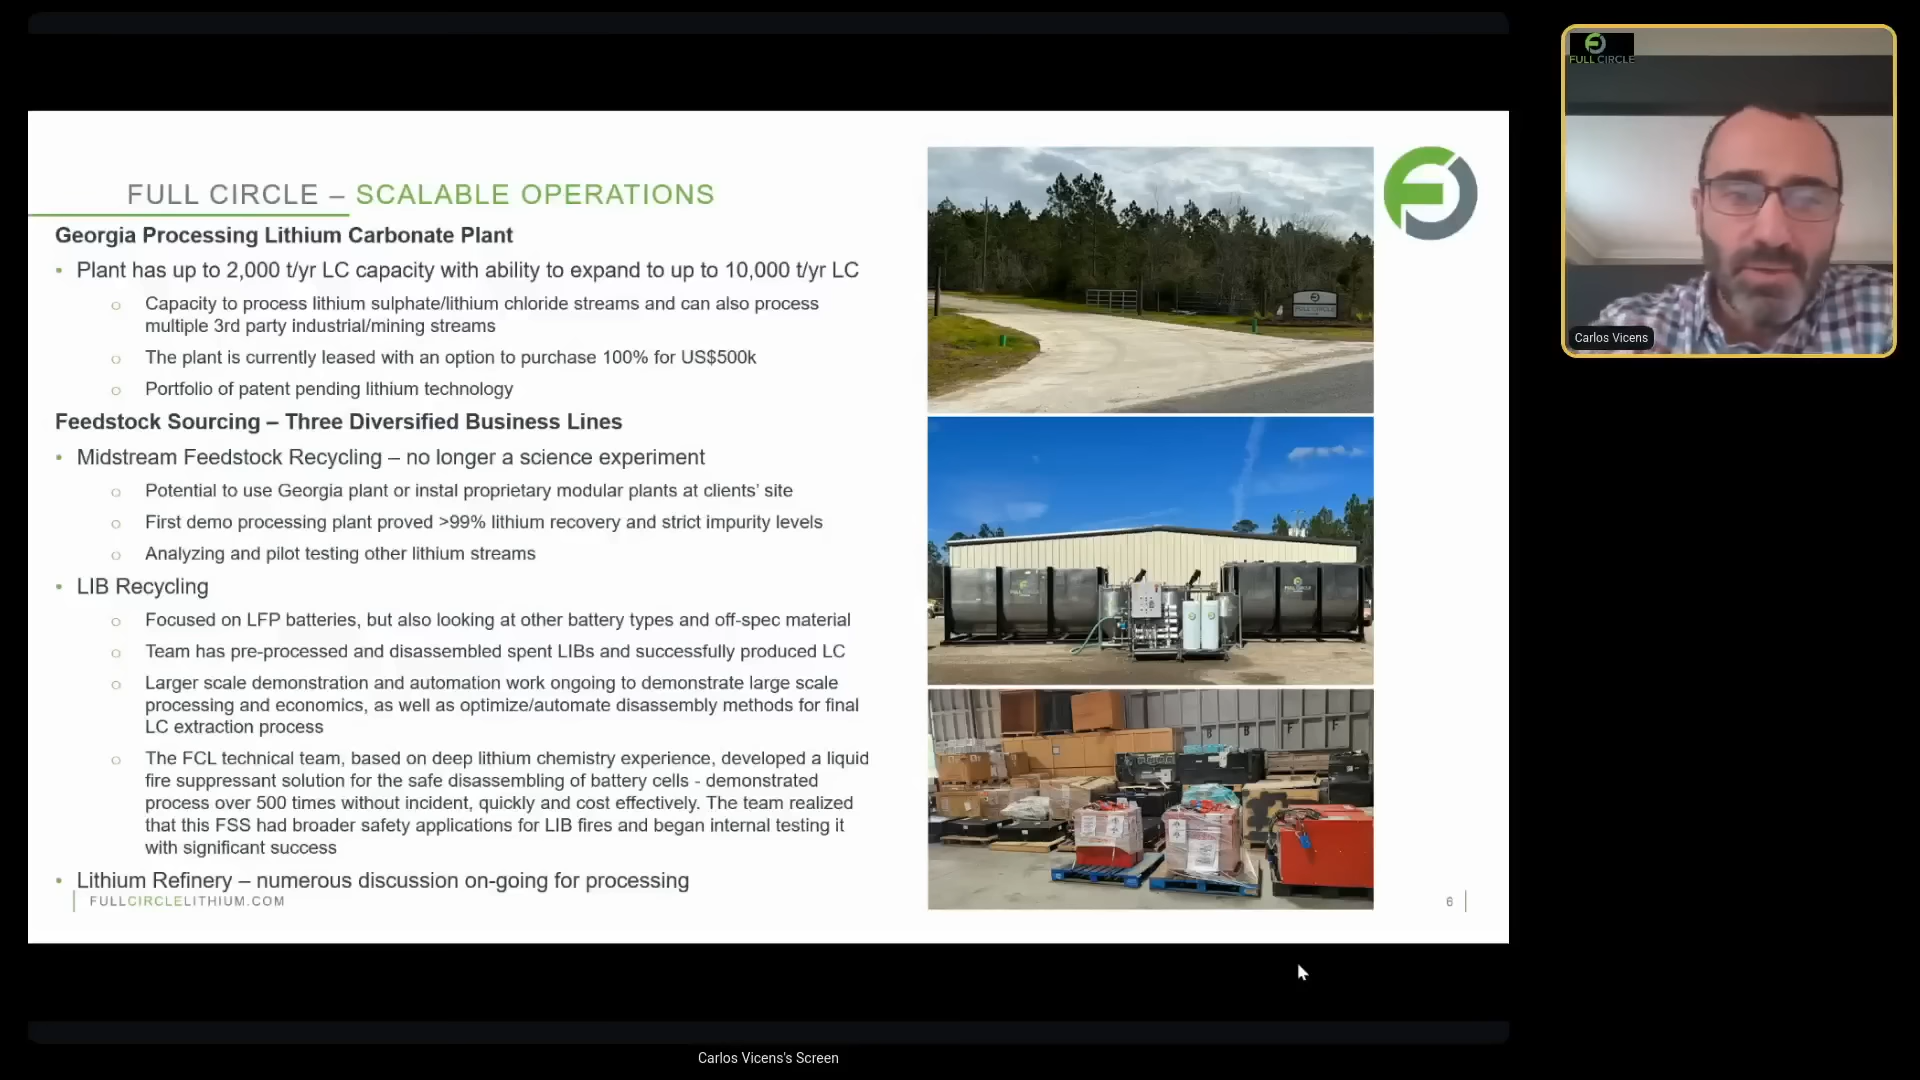 FULL CIRCLE – SCALABLE OPERATIONS
Georgia Processing Lithium Carbonate Plant
• Plant has up to 2,000 t/yr LC capacity with ability to expand to up to 10,000 t/yr LC
o Capacity to process lithium sulphate/lithium chloride streams and can also process
multiple 3rd party industrial/mining streams
o The plant is currently leased with an option to purchase 100% for US$500k
o Portfolio of patent pending lithium technology
Feedstock Sourcing – Three Diversified Business Lines
• Midstream Feedstock Recycling – no longer a science experiment
o Potential to use Georgia plant or instal proprietary modular plants at clients’ site
o First demo processing plant proved >99% lithium recovery and strict impurity levels
o Analyzing and pilot testing other lithium streams
• LIB Recycling
o Focused on LFP batteries, but also looking at other battery types and off-spec material
o Team has pre-processed and disassembled spent LIBs and successfully produced LC
o Larger scale demonstration and automation work ongoing to demonstrate large scale
processing and economics, as well as optimize/automate disassembly methods for final
LC extraction process
o The FCL technical team, based on deep lithium chemistry experience, developed a liquid
fire suppressant solution for the safe disassembling of battery cells - demonstrated
process over 500 times without incident, quickly and cost effectively. The team realized
that this FSS had broader safety applications for LIB fires and began internal testing it
with significant success
• Lithium Refinery – numerous discussion on-going for processing
FULLCIRCLELITHIUM.COM
6
FULL CIRCLE
FULL CIRCLE
Carlos Vicens
Carlos Vicens's Screen